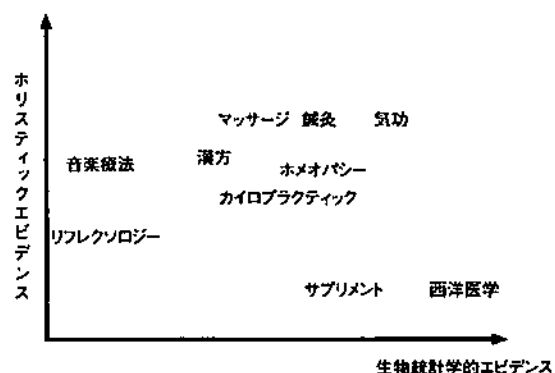 ホリスティックエビデンス
マッサージ 鍼灸 気功
音楽療法 漢方 ホメオパシー
カイロプラクティック
リフレクソロジー
サプリメント 西洋医学
生物統計学的エビデンス